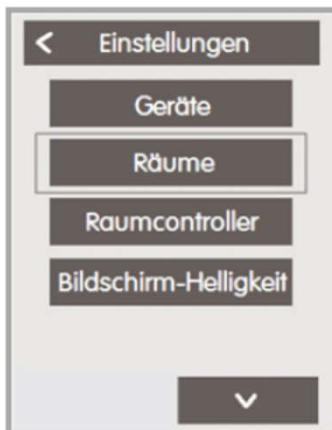 < Einstellungen
Geräte
Räume
Raumcontroller
Bildschirm-Helligkeit